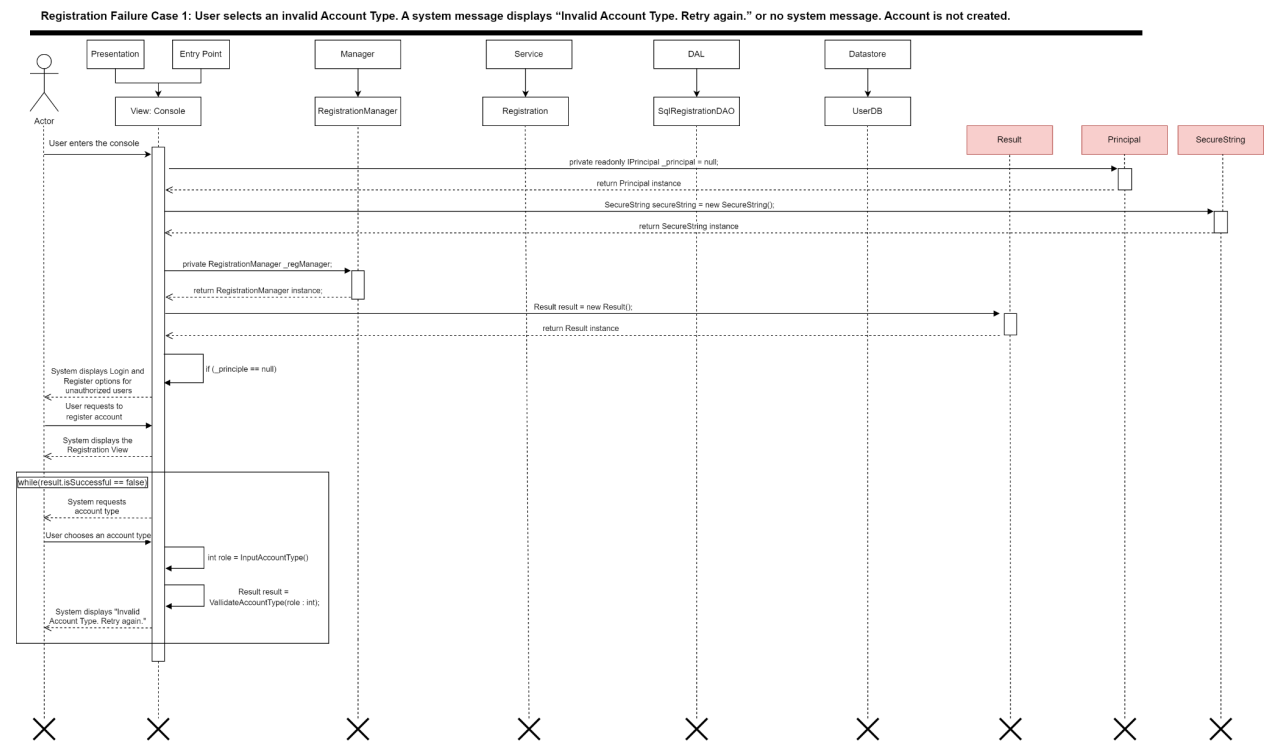 Registration Failure Case 1: User selects an invalid Account Type. A system message displays “Invalid Account Type. Retry again.” or no system message. Account is not created.
Presentation
Entry Point
Manager
Service
DAL
Datastore
View: Console
RegistrationManager
Registration
SqlRegistrationDAO
UserDB
Actor
Result
Principal
SecureString
User enters the console
private readonly IPrincipal _principal = null;
return Principal instance
SecureString secureString = new SecureString();
return SecureString instance
private RegistrationManager _regManager;
return RegistrationManager instance;
Result result = new Result();
return Result instance
if (_principle == null)
System displays Login and
Register options for
unauthorized users
User requests to
register account
System displays the
Registration View
while(result.isSuccessful == false)
System requests
account type
User chooses an account type
int role = InputAccountType()
Result result =
VallidateAccountType(role : int);
System displays "Invalid
Account Type. Retry again."